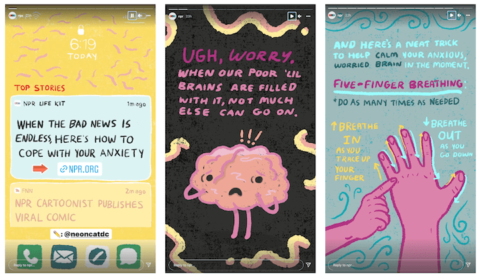 npr
6:19
TODAY
TOP STORIES
NPR LIFE KIT 1m ago
WHEN THE BAD NEWS IS
ENDLESS, HERE'S HOW TO
COPE WITH YOUR ANXIETY
NPR.ORG
2m ago
NPR CARTOONIST PUBLISHES
VIRAL COMIC
: @neoncatdc
npr
UGH, WORRY.
WHEN OUR POOR 'LIL
BRAINS ARE FILLED
WITH IT, NOT MUCH
ELSE CAN GO ON.
!!
npr
AND HERE'S A NEAT TRICK
TO HELP CALM YOUR ANXIOUS,
WORRIED BRAIN IN THE MOMENT.
FIVE-FINGER BREATHING
*DO AS MANY TIMES AS NEEDED
BREATHE
IN
AS YOU
TRACE UP
YOUR
FINGER
BREATHE
OUT
AS YOU
GO DOWN